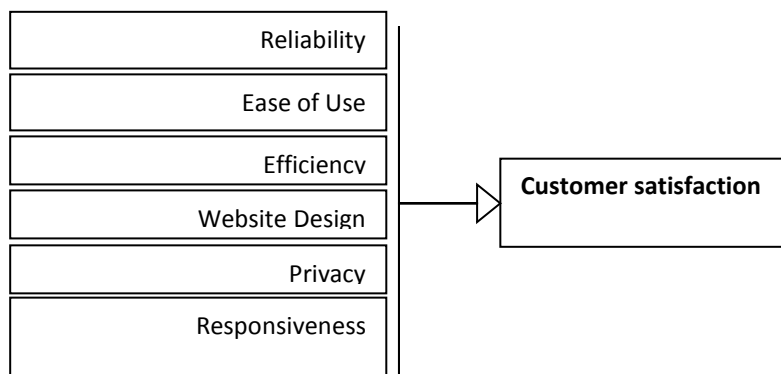 Reliability
Ease of Use
Efficiency
Website Design
Privacy
Responsiveness
Customer satisfaction